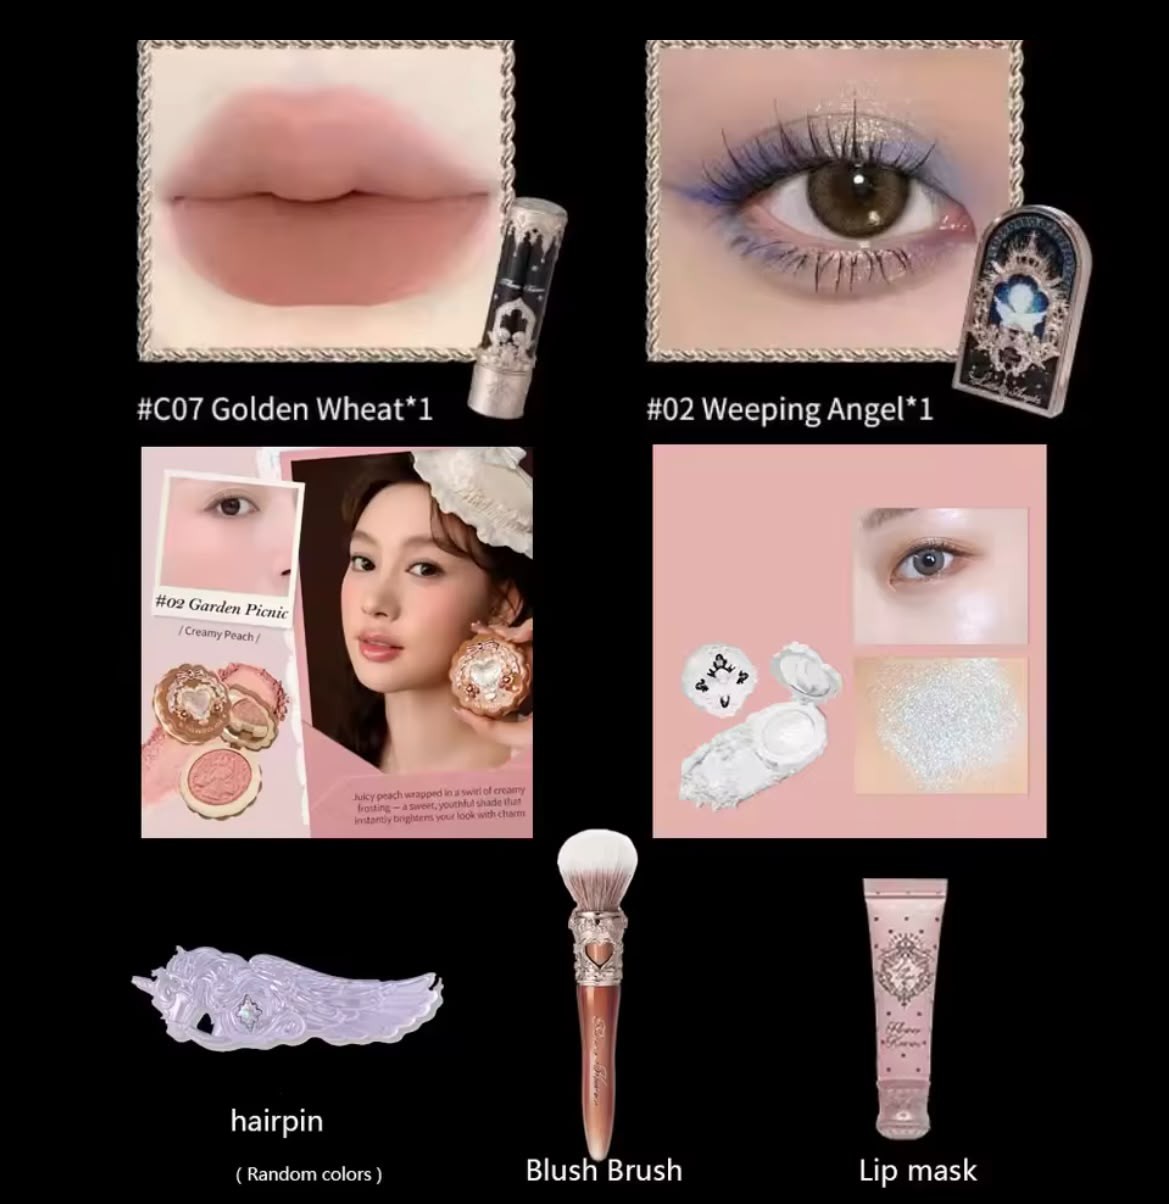 #C07 Golden Wheat*1
#02 Weeping Angel*1
#02 Garden Picnic
/ Creamy Peach /
Juicy peach wrapped in a swirl of creamy
frosting — a sweet, youthful shade that
instantly brightens your look with charm
Flower
Knows
hairpin
( Random colors )
Blush Brush
Lip mask